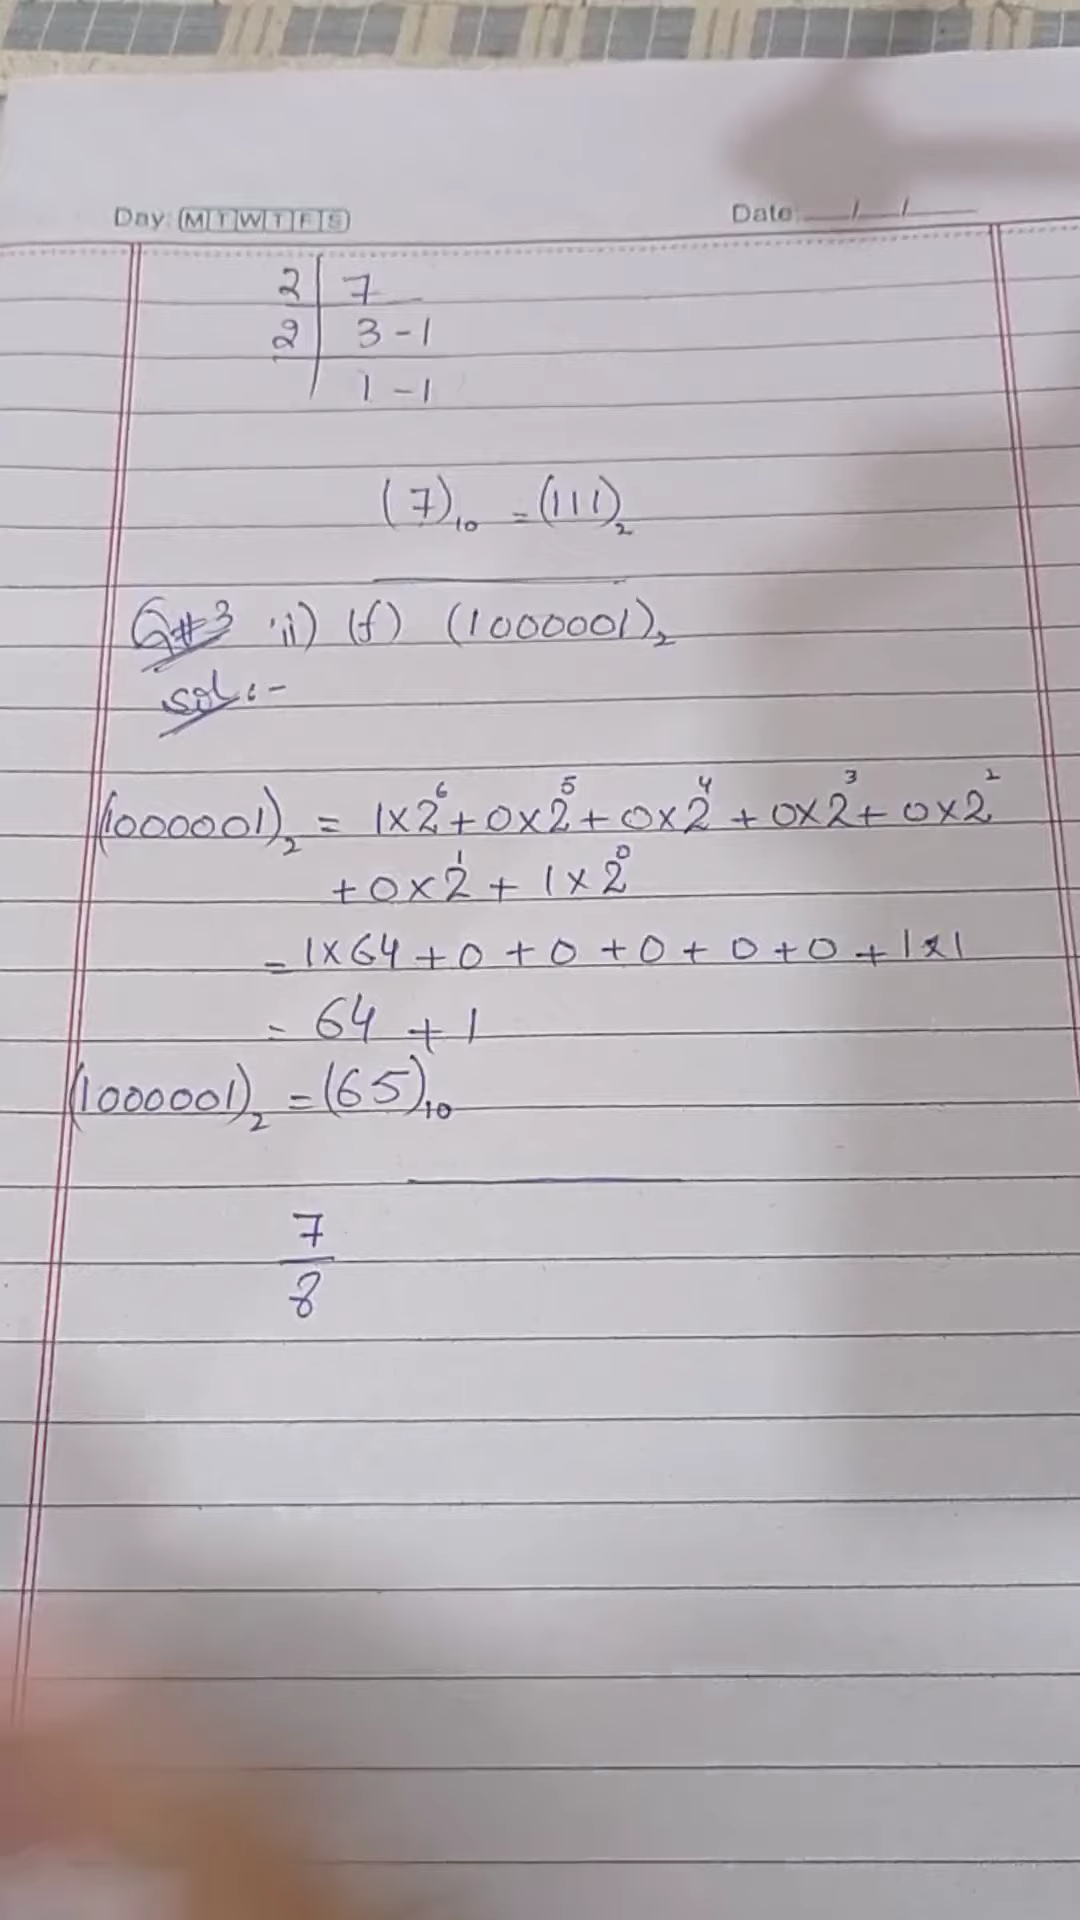 Day: M T W T F S Date: / /
2 | 7
2 | 3 - 1
| 1 - 1
(7)₁₀ = (111)₂
Q#3 ii) (f) (1000001)₂
Sol:-
(1000001)₂ = 1×2⁶ + 0×2⁵ + 0×2⁴ + 0×2³ + 0×2²
+ 0×2¹ + 1×2⁰
= 1×64 + 0 + 0 + 0 + 0 + 0 + 1×1
= 64 + 1
(1000001)₂ = (65)₁₀
7
8